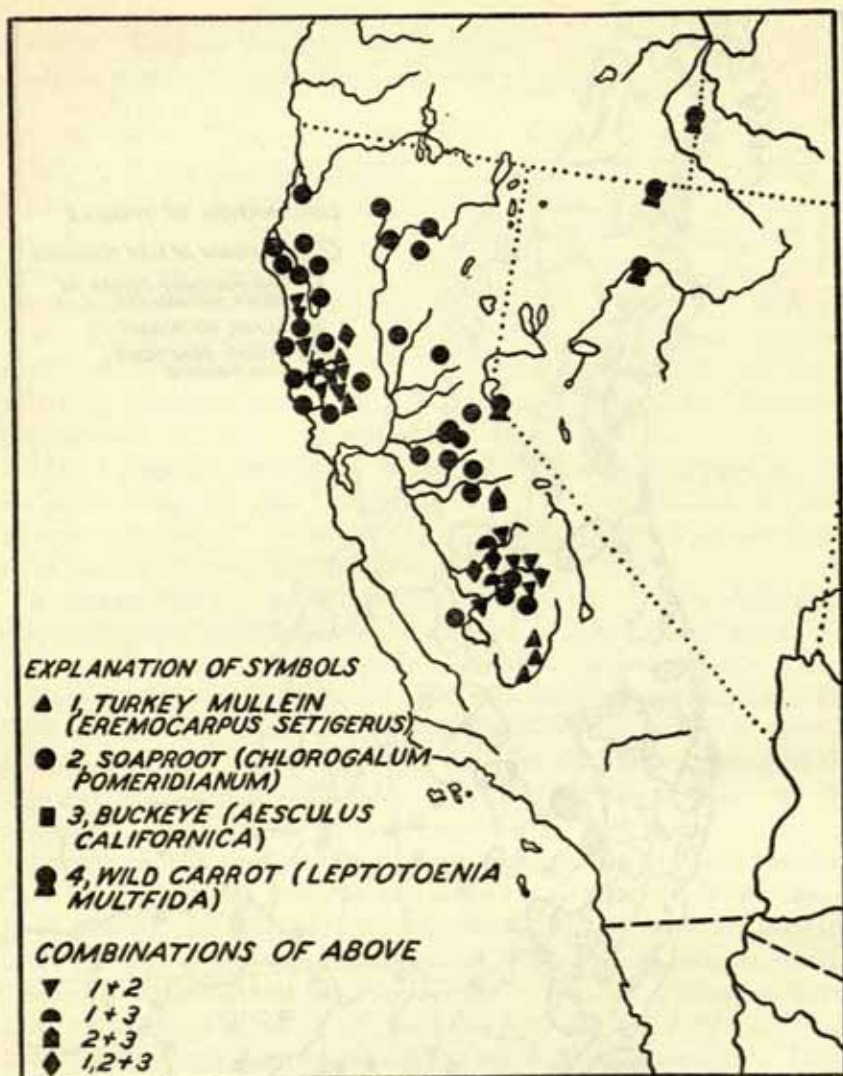 EXPLANATION OF SYMBOLS
1, TURKEY MULLEIN
(EREMOCARPUS SETIGERUS)
2, SOAPROOT (CHLOROGALUM
POMERIDIANUM)
3, BUCKEYE (AESCULUS
CALIFORNICA)
4, WILD CARROT (LEPTOTOENIA
MULTFIDA)
COMBINATIONS OF ABOVE
1+2
1+3
2+3
1,2+3